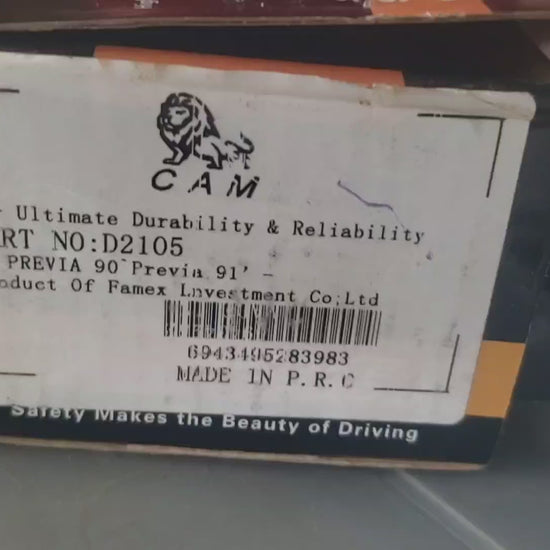 CAM
- Ultimate Durability & Reliability
RT NO:D2105
PREVIA 90`Previa 91' -
oduct Of Famex Lnvestment Co;Ltd
6943495283983
MADE IN P.R.C
Safety Makes the Beauty of Driving